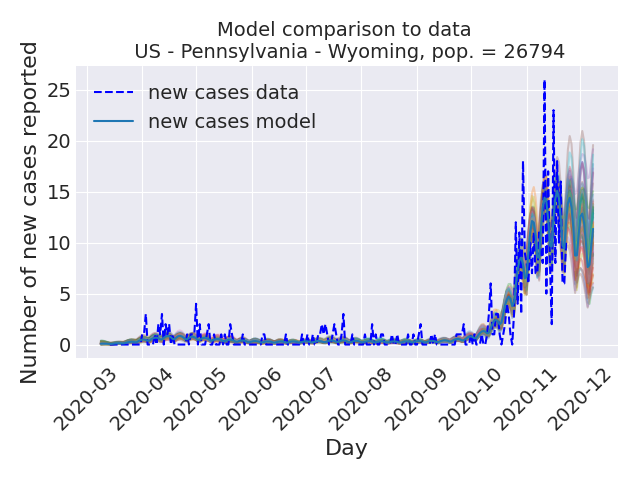 Model comparison to data
US - Pennsylvania - Wyoming, pop. = 26794
Number of new cases reported
25
20
15
10
5
0
new cases data
new cases model
2020-03
2020-04
2020-05
2020-06
2020-07
2020-08
2020-09
2020-10
2020-11
2020-12
Day